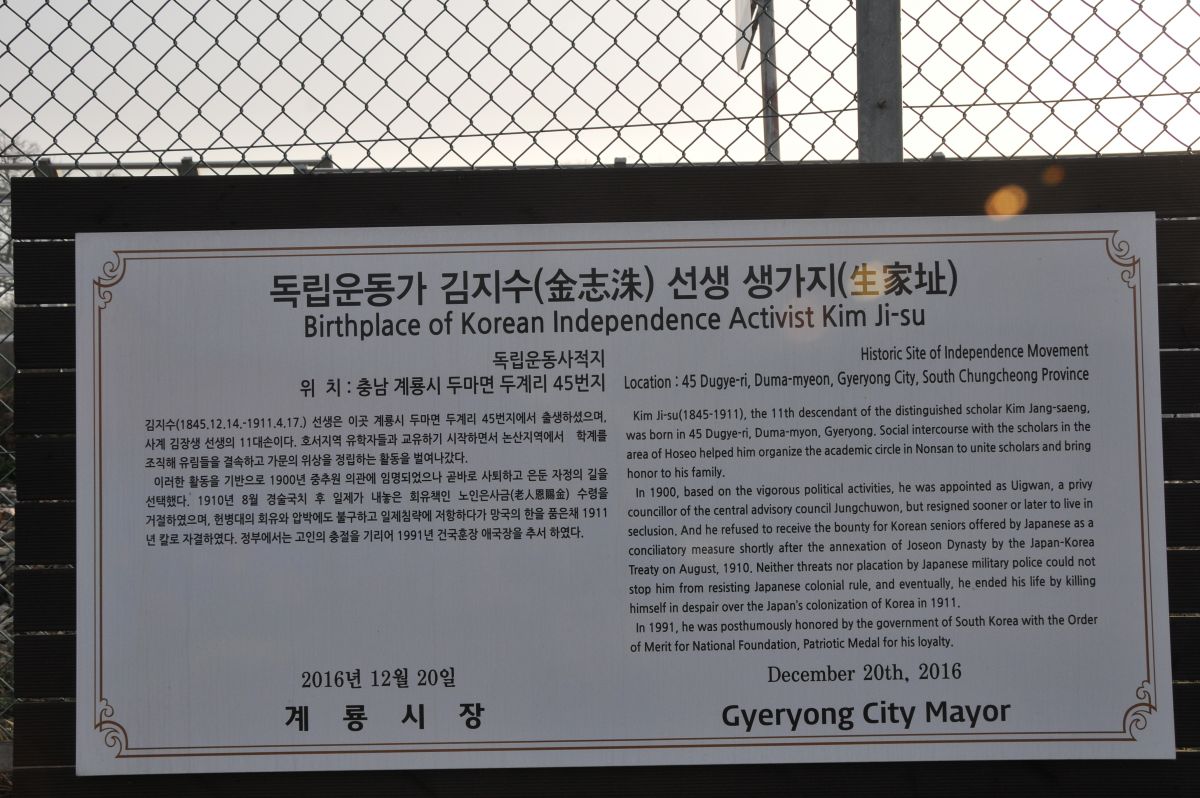 독립운동가 김지수(金志洙) 선생 생가지(生家址)
Birthplace of Korean Independence Activist Kim Ji-su
독립운동사적지
위 치 : 충남 계룡시 두마면 두계리 45번지
김지수(1845.12.14.-1911.4.17.) 선생은 이곳 계룡시 두마면 두계리 45번지에서 출생하셨으며,
사계 김장생 선생의 11대손이다. 호서지역 유학자들과 교유하기 시작하면서 논산지역에서 학계를
조직해 유림들을 결속하고 가문의 위상을 정립하는 활동을 벌여나갔다.
이러한 활동을 기반으로 1900년 중추원 의관에 임명되었으나 곧바로 사퇴하고 은둔 자정의 길을
선택했다. 1910년 8월 경술국치 후 일제가 내놓은 회유책인 노인은사금(老人恩賜金) 수령을
거절하였으며, 헌병대의 회유와 압박에도 불구하고 일제침략에 저항하다가 망국의 한을 품은채 1911
년 칼로 자결하였다. 정부에서는 고인의 충절을 기리어 1991년 건국훈장 애국장을 추서 하였다.
2016년 12월 20일
계 룡 시 장
Historic Site of Independence Movement
Location : 45 Dugye-ri, Duma-myeon, Gyeryong City, South Chungcheong Province
Kim Ji-su(1845-1911), the 11th descendant of the distinguished scholar Kim Jang-saeng,
was born in 45 Dugye-ri, Duma-myon, Gyeryong. Social intercourse with the scholars in the
area of Hoseo helped him organize the academic circle in Nonsan to unite scholars and bring
honor to his family.
In 1900, based on the vigorous political activities, he was appointed as Uigwan, a privy
councillor of the central advisory council Jungchuwon, but resigned sooner or later to live in
seclusion. And he refused to receive the bounty for Korean seniors offered by Japanese as a
conciliatory measure shortly after the annexation of Joseon Dynasty by the Japan-Korea
Treaty on August, 1910. Neither threats nor placation by Japanese military police could not
stop him from resisting Japanese colonial rule, and eventually, he ended his life by killing
himself in despair over the Japan's colonization of Korea in 1911.
In 1991, he was posthumously honored by the government of South Korea with the Order
of Merit for National Foundation, Patriotic Medal for his loyalty.
December 20th, 2016
Gyeryong City Mayor